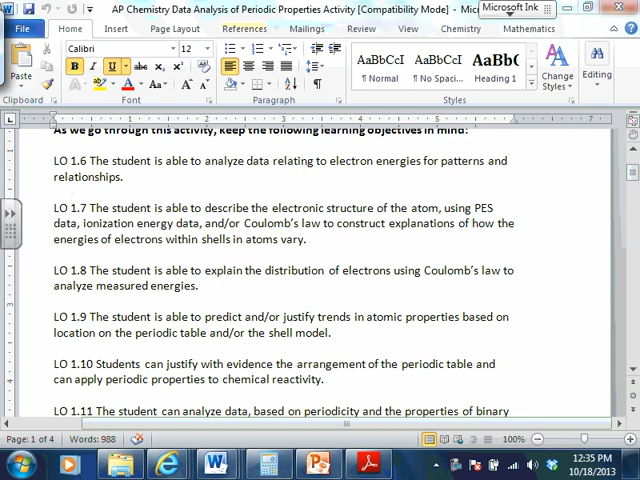 AP Chemistry Data Analysis of Periodic Properties Activity [Compatibility Mode] - Micros
Microsoft Ink
File Home Insert Page Layout References Mailings Review View Chemistry Mathematics
Paste
Calibri 12
B I U abc x₂ x²
A Aa A A
AaBbCcI AaBbCcI AaBbC
¶ Normal ¶ No Spaci... Heading 1
Change Styles
Editing
Clipboard Font Paragraph Styles
As we go through this activity, keep the following learning objectives in mind:
LO 1.6 The student is able to analyze data relating to electron energies for patterns and
relationships.
LO 1.7 The student is able to describe the electronic structure of the atom, using PES
data, ionization energy data, and/or Coulomb's law to construct explanations of how the
energies of electrons within shells in atoms vary.
LO 1.8 The student is able to explain the distribution of electrons using Coulomb's law to
analyze measured energies.
LO 1.9 The student is able to predict and/or justify trends in atomic properties based on
location on the periodic table and/or the shell model.
LO 1.10 Students can justify with evidence the arrangement of the periodic table and
can apply periodic properties to chemical reactivity.
LO 1.11 The student can analyze data, based on periodicity and the properties of binary
Page: 1 of 4 Words: 988 100%
12:35 PM
10/18/2013